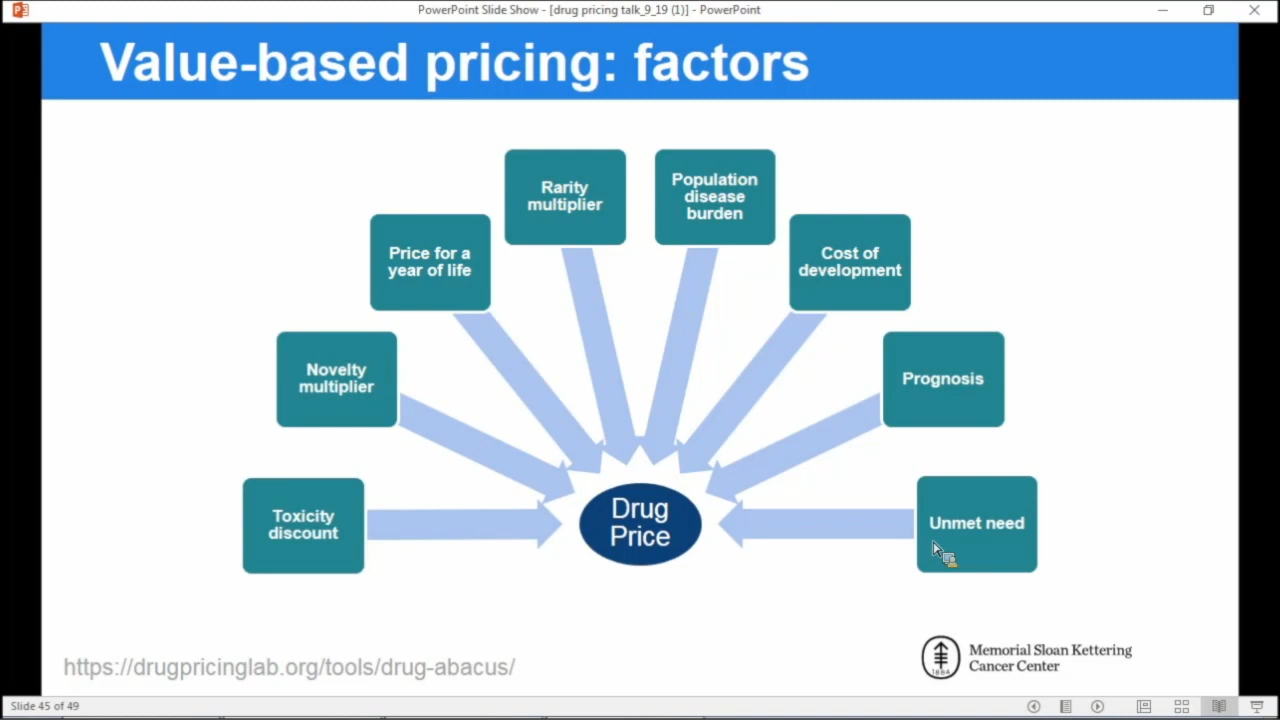 PowerPoint Slide Show - [drug pricing talk_9_19 (1)] - PowerPoint
Value-based pricing: factors
Toxicity
discount
Novelty
multiplier
Price for a
year of life
Rarity
multiplier
Population
disease
burden
Cost of
development
Prognosis
Unmet need
Drug
Price
https://drugpricinglab.org/tools/drug-abacus/
1884
Memorial Sloan Kettering
Cancer Center
Slide 45 of 49